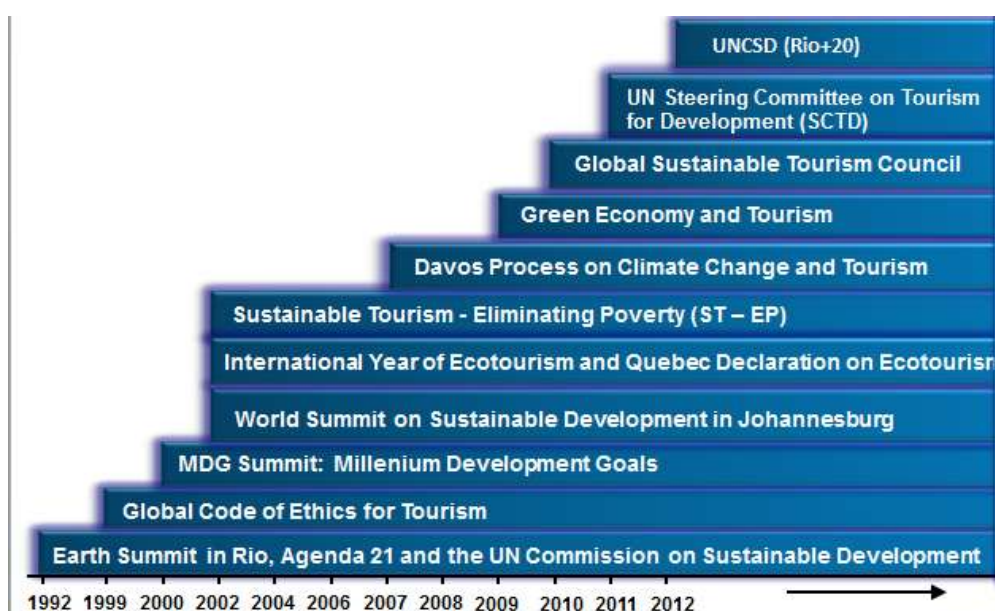 UNCSD (Rio+20)
UN Steering Committee on Tourism
for Development (SCTD)
Global Sustainable Tourism Council
Green Economy and Tourism
Davos Process on Climate Change and Tourism
Sustainable Tourism - Eliminating Poverty (ST – EP)
International Year of Ecotourism and Quebec Declaration on Ecotourism
World Summit on Sustainable Development in Johannesburg
MDG Summit: Millenium Development Goals
Global Code of Ethics for Tourism
Earth Summit in Rio, Agenda 21 and the UN Commission on Sustainable Development
1992 1999 2000 2002 2004 2006 2007 2008 2009 2010 2011 2012